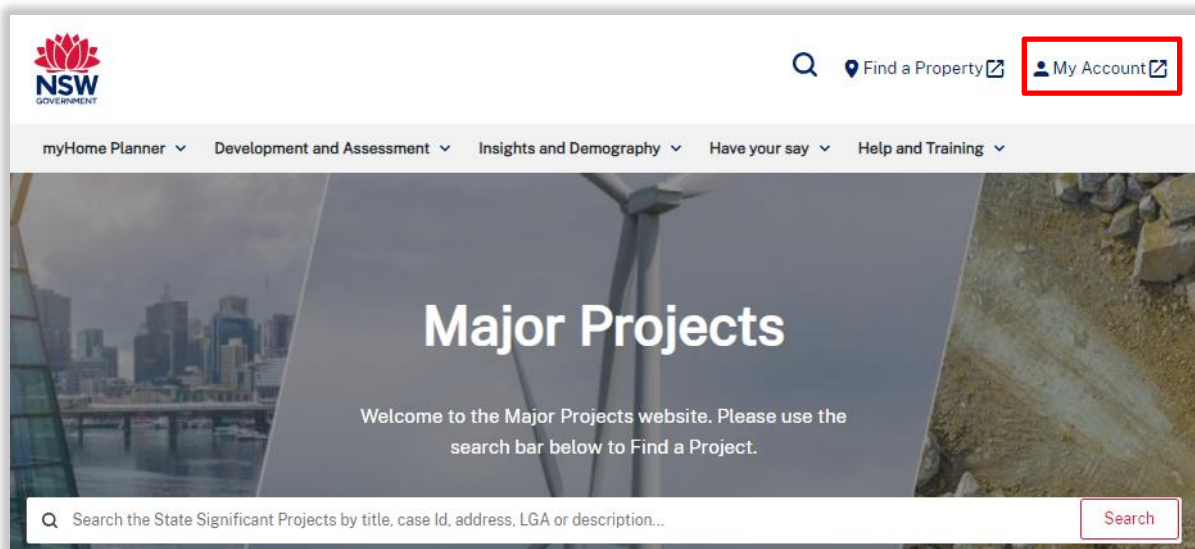 NSW
GOVERNMENT
Find a Property
My Account
myHome Planner
Development and Assessment
Insights and Demography
Have your say
Help and Training
Major Projects
Welcome to the Major Projects website. Please use the
search bar below to Find a Project.
Search the State Significant Projects by title, case Id, address, LGA or description...
Search